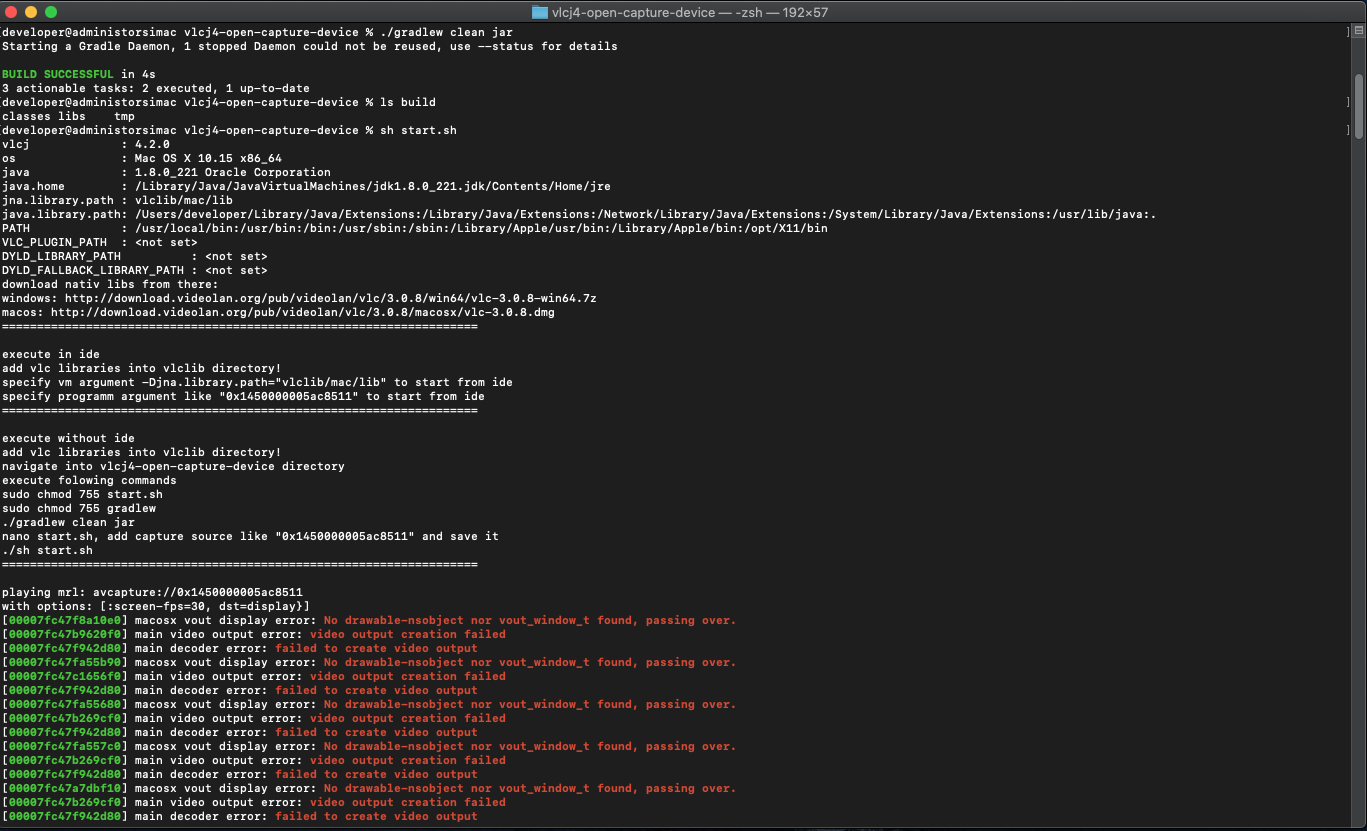 vlcj4-open-capture-device — -zsh — 192×57
[developer@administorsimac vlcj4-open-capture-device % ./gradlew clean jar ]
Starting a Gradle Daemon, 1 stopped Daemon could not be reused, use --status for details
BUILD SUCCESSFUL in 4s
3 actionable tasks: 2 executed, 1 up-to-date
[developer@administorsimac vlcj4-open-capture-device % ls build ]
classes libs    tmp
[developer@administorsimac vlcj4-open-capture-device % sh start.sh ]
vlcj             : 4.2.0
os               : Mac OS X 10.15 x86_64
java             : 1.8.0_221 Oracle Corporation
java.home        : /Library/Java/JavaVirtualMachines/jdk1.8.0_221.jdk/Contents/Home/jre
jna.library.path : vlclib/mac/lib
java.library.path: /Users/developer/Library/Java/Extensions:/Library/Java/Extensions:/Network/Library/Java/Extensions:/System/Library/Java/Extensions:/usr/lib/java:.
PATH             : /usr/local/bin:/usr/bin:/bin:/usr/sbin:/sbin:/Library/Apple/usr/bin:/Library/Apple/bin:/opt/X11/bin
VLC_PLUGIN_PATH  : <not set>
DYLD_LIBRARY_PATH          : <not set>
DYLD_FALLBACK_LIBRARY_PATH : <not set>
download nativ libs from there:
windows: http://download.videolan.org/pub/videolan/vlc/3.0.8/win64/vlc-3.0.8-win64.7z
macos: http://download.videolan.org/pub/videolan/vlc/3.0.8/macosx/vlc-3.0.8.dmg
====================================================================
execute in ide
add vlc libraries into vlclib directory!
specify vm argument -Djna.library.path="vlclib/mac/lib" to start from ide
specify programm argument like "0x1450000005ac8511" to start from ide
====================================================================
execute without ide
add vlc libraries into vlclib directory!
navigate into vlcj4-open-capture-device directory
execute folowing commands
sudo chmod 755 start.sh
sudo chmod 755 gradlew
./gradlew clean jar
nano start.sh, add capture source like "0x1450000005ac8511" and save it
./sh start.sh
====================================================================
playing mrl: avcapture://0x1450000005ac8511
with options: [:screen-fps=30, dst=display}]
[00007fc47f8a10e0] macosx vout display error: No drawable-nsobject nor vout_window_t found, passing over.
[00007fc47b9620f0] main video output error: video output creation failed
[00007fc47f942d80] main decoder error: failed to create video output
[00007fc47fa55b90] macosx vout display error: No drawable-nsobject nor vout_window_t found, passing over.
[00007fc47c1656f0] main video output error: video output creation failed
[00007fc47f942d80] main decoder error: failed to create video output
[00007fc47fa55680] macosx vout display error: No drawable-nsobject nor vout_window_t found, passing over.
[00007fc47b269cf0] main video output error: video output creation failed
[00007fc47f942d80] main decoder error: failed to create video output
[00007fc47fa557c0] macosx vout display error: No drawable-nsobject nor vout_window_t found, passing over.
[00007fc47b269cf0] main video output error: video output creation failed
[00007fc47f942d80] main decoder error: failed to create video output
[00007fc47a7dbf10] macosx vout display error: No drawable-nsobject nor vout_window_t found, passing over.
[00007fc47b269cf0] main video output error: video output creation failed
[00007fc47f942d80] main decoder error: failed to create video output